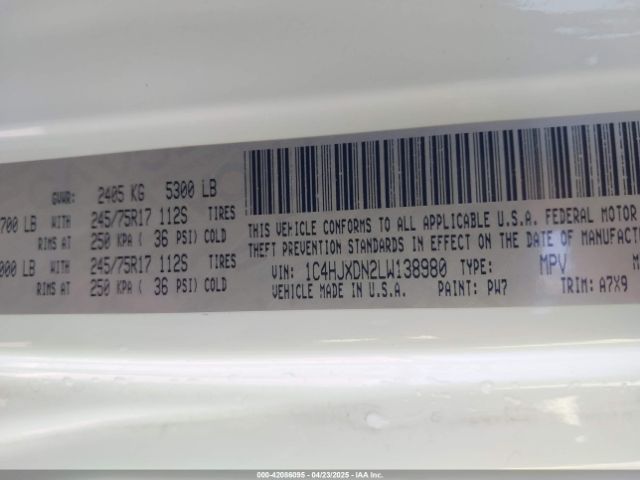 GVWR: 2405 KG 5300 LB
700 LB WITH 245/75R17 112S TIRES
RIMS AT 250 KPA ( 36 PSI) COLD
000 LB WITH 245/75R17 112S TIRES
RIMS AT 250 KPA ( 36 PSI) COLD
THIS VEHICLE CONFORMS TO ALL APPLICABLE U.S.A. FEDERAL MOTOR
THEFT PREVENTION STANDARDS IN EFFECT ON THE DATE OF MANUFACTU
VIN: 1C4HJXDN2LW138980 TYPE: MPV M
VEHICLE MADE IN U.S.A. PAINT: PW7 TRIM: A7X9
000-42086095 - 04/23/2025 - IAAI.COM